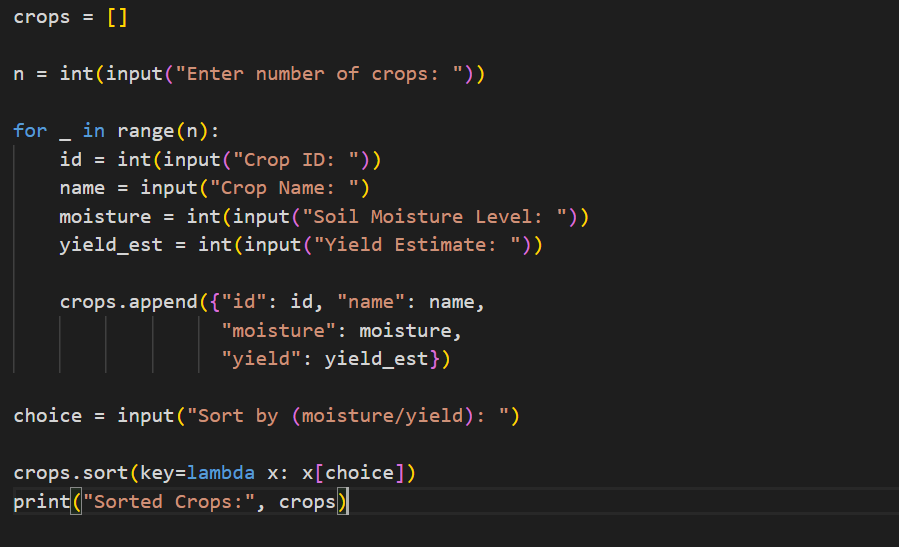 crops = []
n = int(input("Enter number of crops: "))
for _ in range(n):
    id = int(input("Crop ID: "))
    name = input("Crop Name: ")
    moisture = int(input("Soil Moisture Level: "))
    yield_est = int(input("Yield Estimate: "))
    crops.append({"id": id, "name": name,
                  "moisture": moisture,
                  "yield": yield_est})
choice = input("Sort by (moisture/yield): ")
crops.sort(key=lambda x: x[choice])
print("Sorted Crops:", crops)